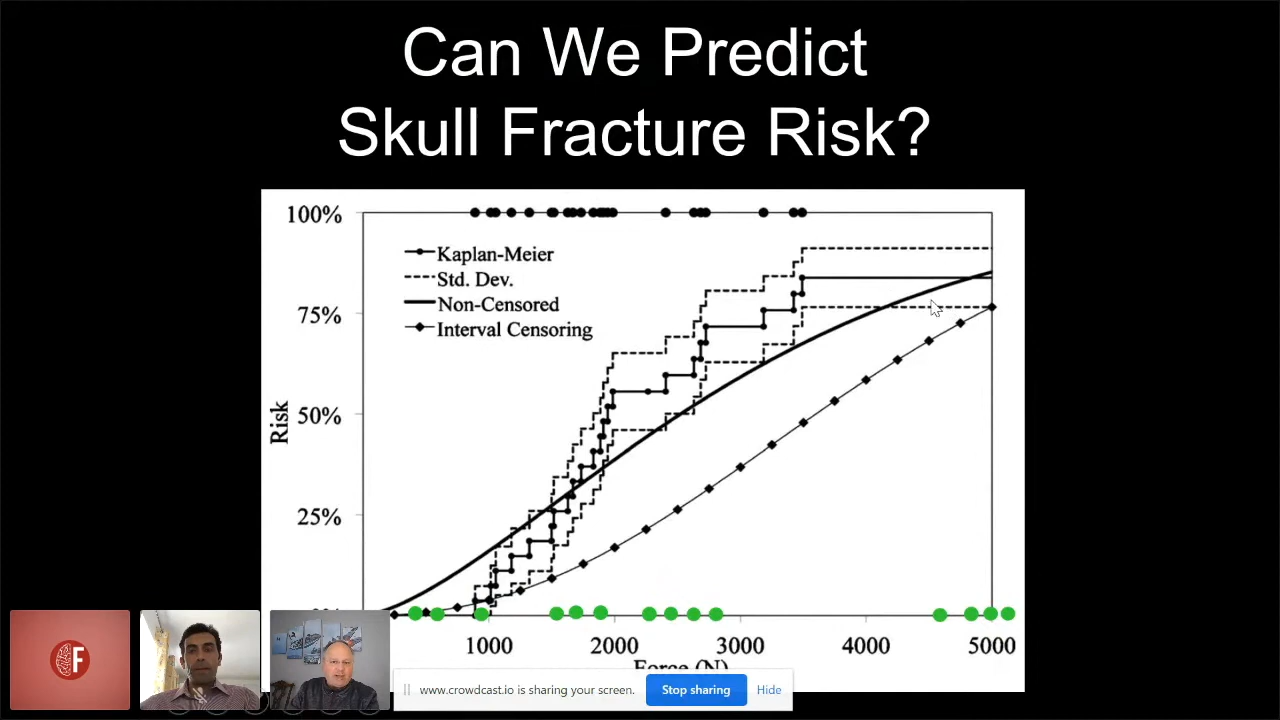 Can We Predict
Skull Fracture Risk?
100%
Kaplan-Meier
Std. Dev.
Non-Censored
Interval Censoring
75%
50%
Risk
25%
1000
2000
3000
4000
5000
Force (N)
F
www.crowdcast.io is sharing your screen.
Stop sharing
Hide